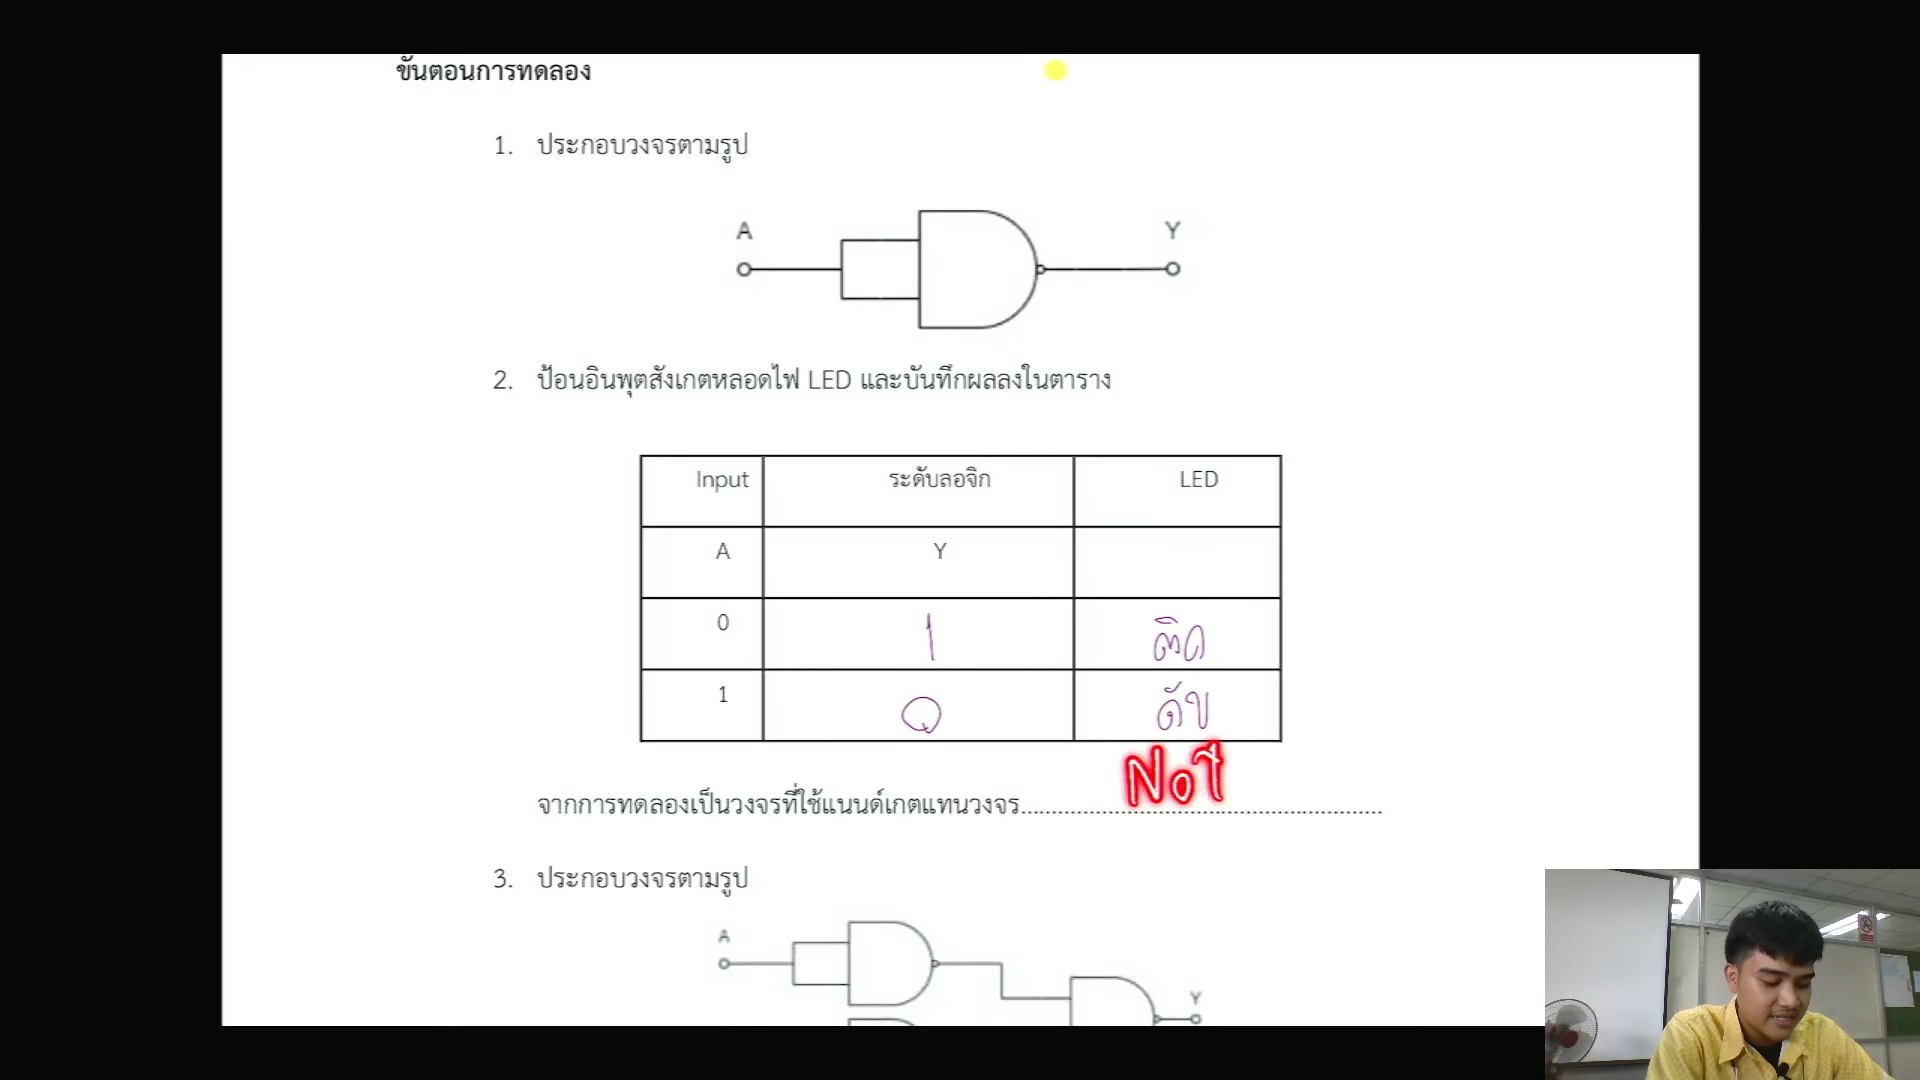 ขั้นตอนการทดลอง
1. ประกอบวงจรตามรูป
A Y
2. ป้อนอินพุตสังเกตหลอดไฟ LED และบันทึกผลลงในตาราง
Input ระดับลอจิก LED
A Y
0 1 ติด
1 0 ดับ
จากการทดลองเป็นวงจรที่ใช้แนนด์เกตแทนวงจร.....NOT.....
3. ประกอบวงจรตามรูป
A
Y